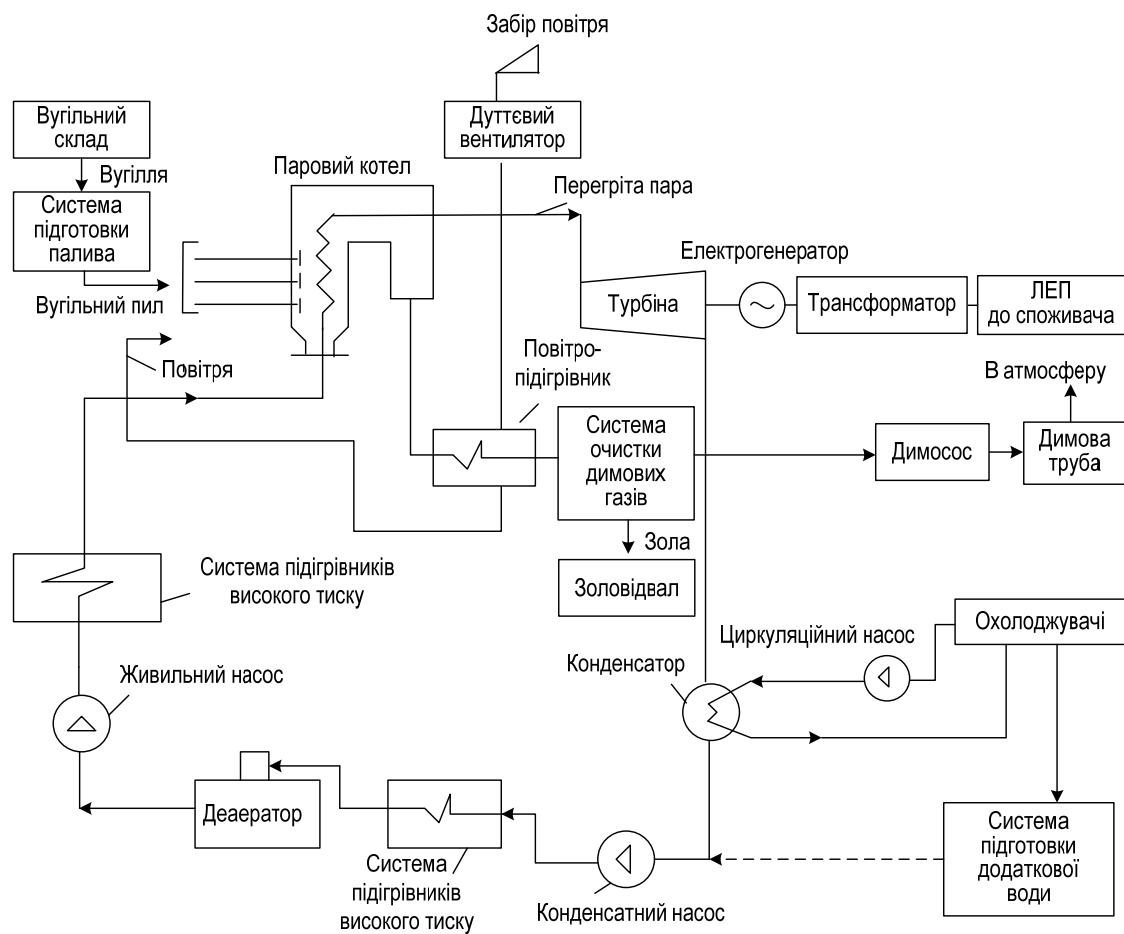 Забір повітря
Вугільний
склад
Дуттєвий
вентилятор
Вугілля
Паровий котел
Перегріта пара
Система
підготовки
палива
Електрогенератор
Вугільний пил
Турбіна
Трансформатор
ЛЕП
до споживача
Повітря
Повітро-
підігрівник
В атмосферу
Система
очистки
димових
газів
Димосос
Димова
труба
Зола
Система підігрівників
високого тиску
Золовідвал
Охолоджувачі
Циркуляційний насос
Конденсатор
Живильний насос
Деаератор
Система
підігрівників
високого тиску
Конденсатний насос
Система
підготовки
додаткової
води